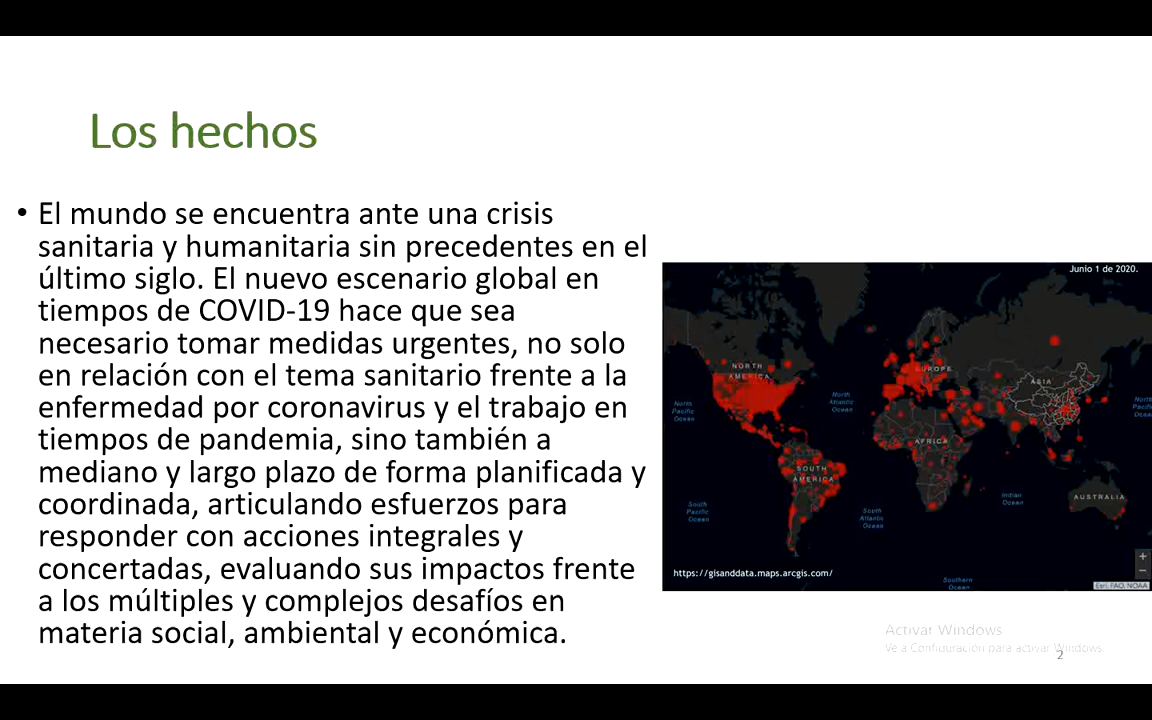 Los hechos
• El mundo se encuentra ante una crisis
sanitaria y humanitaria sin precedentes en el
último siglo. El nuevo escenario global en
tiempos de COVID-19 hace que sea
necesario tomar medidas urgentes, no solo
en relación con el tema sanitario frente a la
enfermedad por coronavirus y el trabajo en
tiempos de pandemia, sino también a
mediano y largo plazo de forma planificada y
coordinada, articulando esfuerzos para
responder con acciones integrales y
concertadas, evaluando sus impactos frente
a los múltiples y complejos desafíos en
materia social, ambiental y económica.
Junio 1 de 2020.
NORTH
AMERICA
EUROPE
ASIA
North
Pacific
Ocean
North
Atlantic
Ocean
AFRICA
SOUTH
AMERICA
South
Pacific
Ocean
South
Atlantic
Ocean
Indian
Ocean
AUSTRALIA
https://gisanddata.maps.arcgis.com/
Southern
Ocean
+
−
Esri, FAO, NOAA
Activar Windows
Ve a Configuración para activar Windows.
2